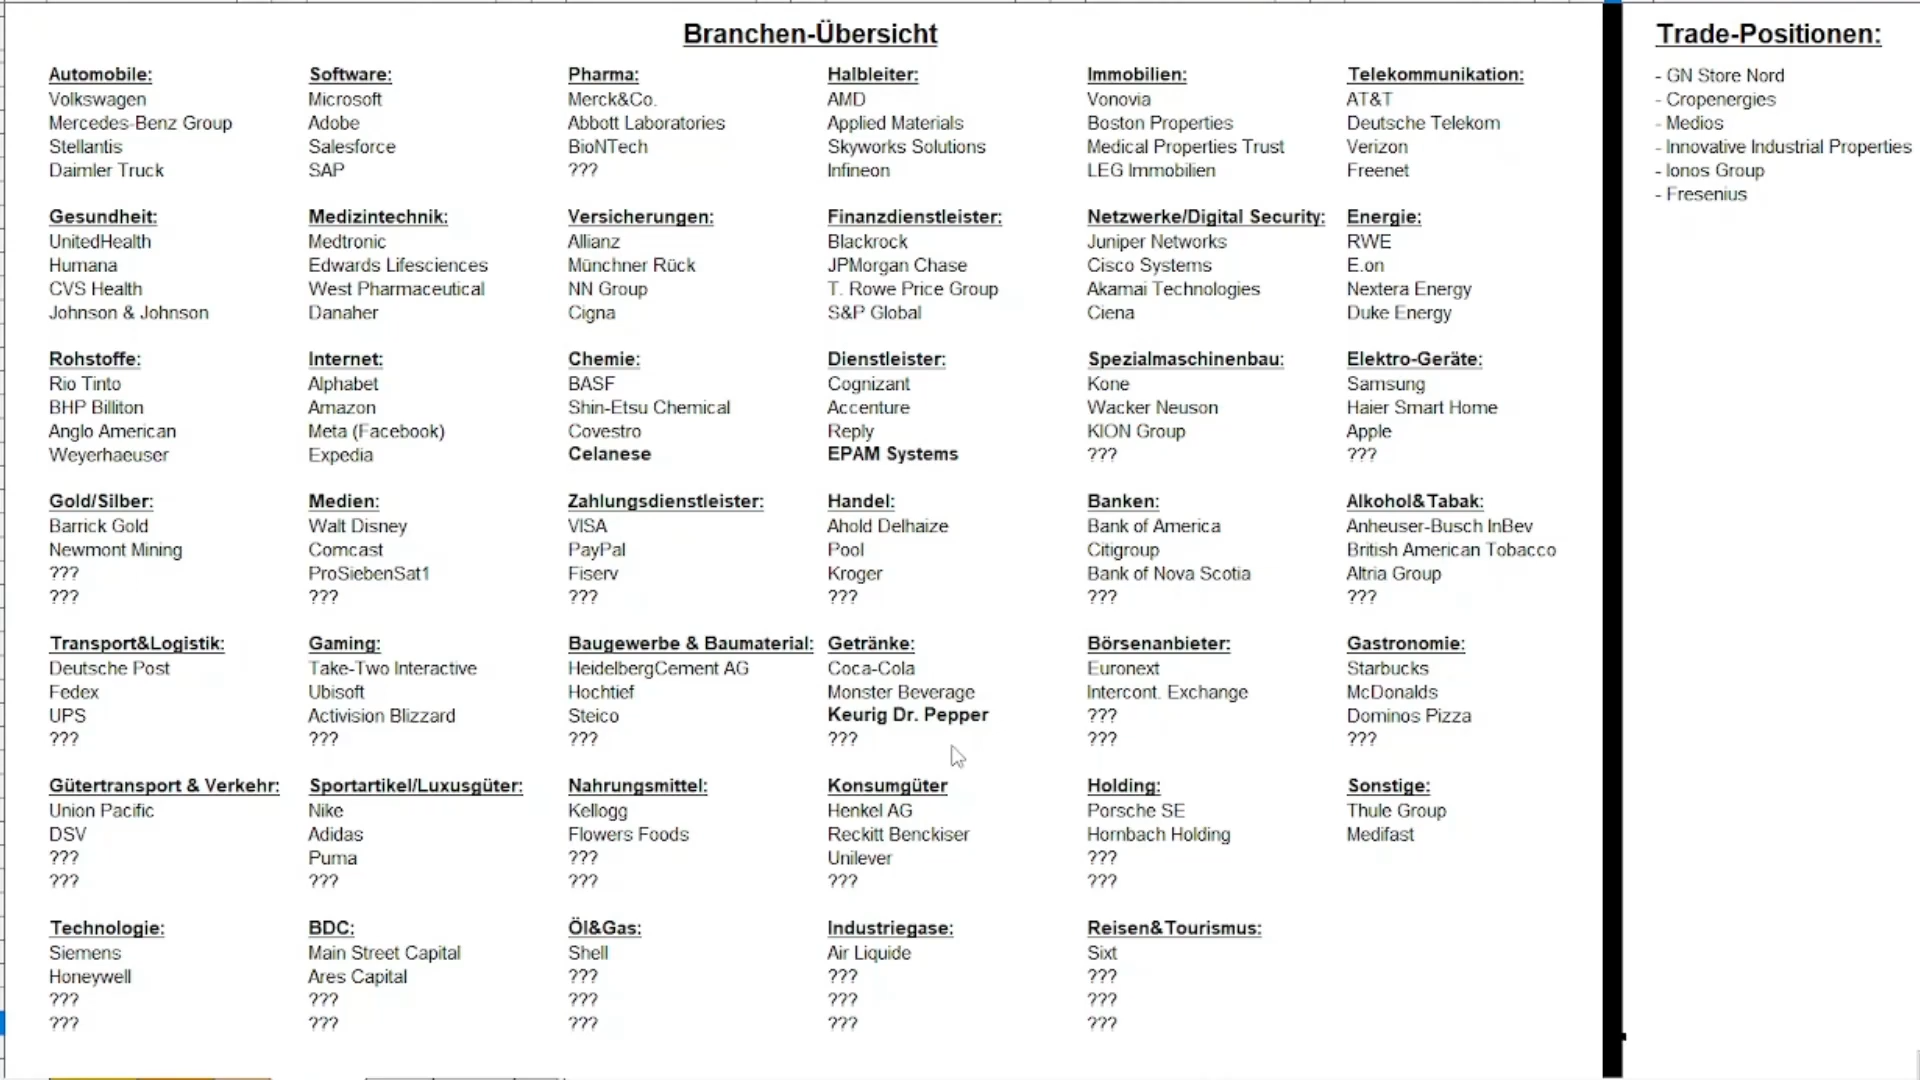 Branchen-Übersicht
Automobile:
Volkswagen
Mercedes-Benz Group
Stellantis
Daimler Truck
Software:
Microsoft
Adobe
Salesforce
SAP
Pharma:
Merck&Co.
Abbott Laboratories
BioNTech
???
Halbleiter:
AMD
Applied Materials
Skyworks Solutions
Infineon
Immobilien:
Vonovia
Boston Properties
Medical Properties Trust
LEG Immobilien
Telekommunikation:
AT&T
Deutsche Telekom
Verizon
Freenet
Gesundheit:
UnitedHealth
Humana
CVS Health
Johnson & Johnson
Medizintechnik:
Medtronic
Edwards Lifesciences
West Pharmaceutical
Danaher
Versicherungen:
Allianz
Münchner Rück
NN Group
Cigna
Finanzdienstleister:
Blackrock
JPMorgan Chase
T. Rowe Price Group
S&P Global
Netzwerke/Digital Security:
Juniper Networks
Cisco Systems
Akamai Technologies
Ciena
Energie:
RWE
E.on
Nextera Energy
Duke Energy
Rohstoffe:
Rio Tinto
BHP Billiton
Anglo American
Weyerhaeuser
Internet:
Alphabet
Amazon
Meta (Facebook)
Expedia
Chemie:
BASF
Shin-Etsu Chemical
Covestro
Celanese
Dienstleister:
Cognizant
Accenture
Reply
EPAM Systems
Spezialmaschinenbau:
Kone
Wacker Neuson
KION Group
???
Elektro-Geräte:
Samsung
Haier Smart Home
Apple
???
Gold/Silber:
Barrick Gold
Newmont Mining
???
???
Medien:
Walt Disney
Comcast
ProSiebenSat1
???
Zahlungsdienstleister:
VISA
PayPal
Fiserv
???
Handel:
Ahold Delhaize
Pool
Kroger
???
Banken:
Bank of America
Citigroup
Bank of Nova Scotia
???
Alkohol&Tabak:
Anheuser-Busch InBev
British American Tobacco
Altria Group
???
Transport&Logistik:
Deutsche Post
Fedex
UPS
???
Gaming:
Take-Two Interactive
Ubisoft
Activision Blizzard
???
Baugewerbe & Baumaterial:
HeidelbergCement AG
Hochtief
Steico
???
Getränke:
Coca-Cola
Monster Beverage
Keurig Dr. Pepper
???
Börsenanbieter:
Euronext
Intercont. Exchange
???
???
Gastronomie:
Starbucks
McDonalds
Dominos Pizza
???
Gütertransport & Verkehr:
Union Pacific
DSV
???
???
Sportartikel/Luxusgüter:
Nike
Adidas
Puma
???
Nahrungsmittel:
Kellogg
Flowers Foods
???
???
Konsumgüter
Henkel AG
Reckitt Benckiser
Unilever
???
Holding:
Porsche SE
Hornbach Holding
???
???
Sonstige:
Thule Group
Medifast
Technologie:
Siemens
Honeywell
???
???
BDC:
Main Street Capital
Ares Capital
???
???
Öl&Gas:
Shell
???
???
???
Industriegase:
Air Liquide
???
???
???
Reisen&Tourismus:
Sixt
???
???
???
Trade-Positionen:
- GN Store Nord
- Cropenergies
- Medios
- Innovative Industrial Properties
- Ionos Group
- Fresenius